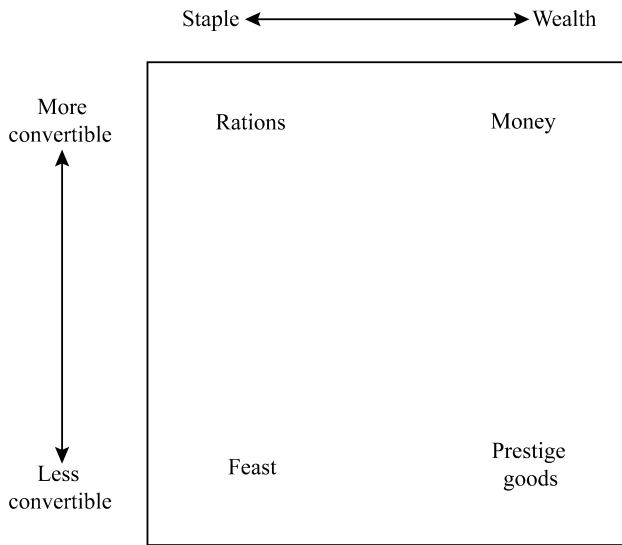 Staple Wealth
More
convertible
Rations Money
Less
convertible
Feast
Prestige
goods